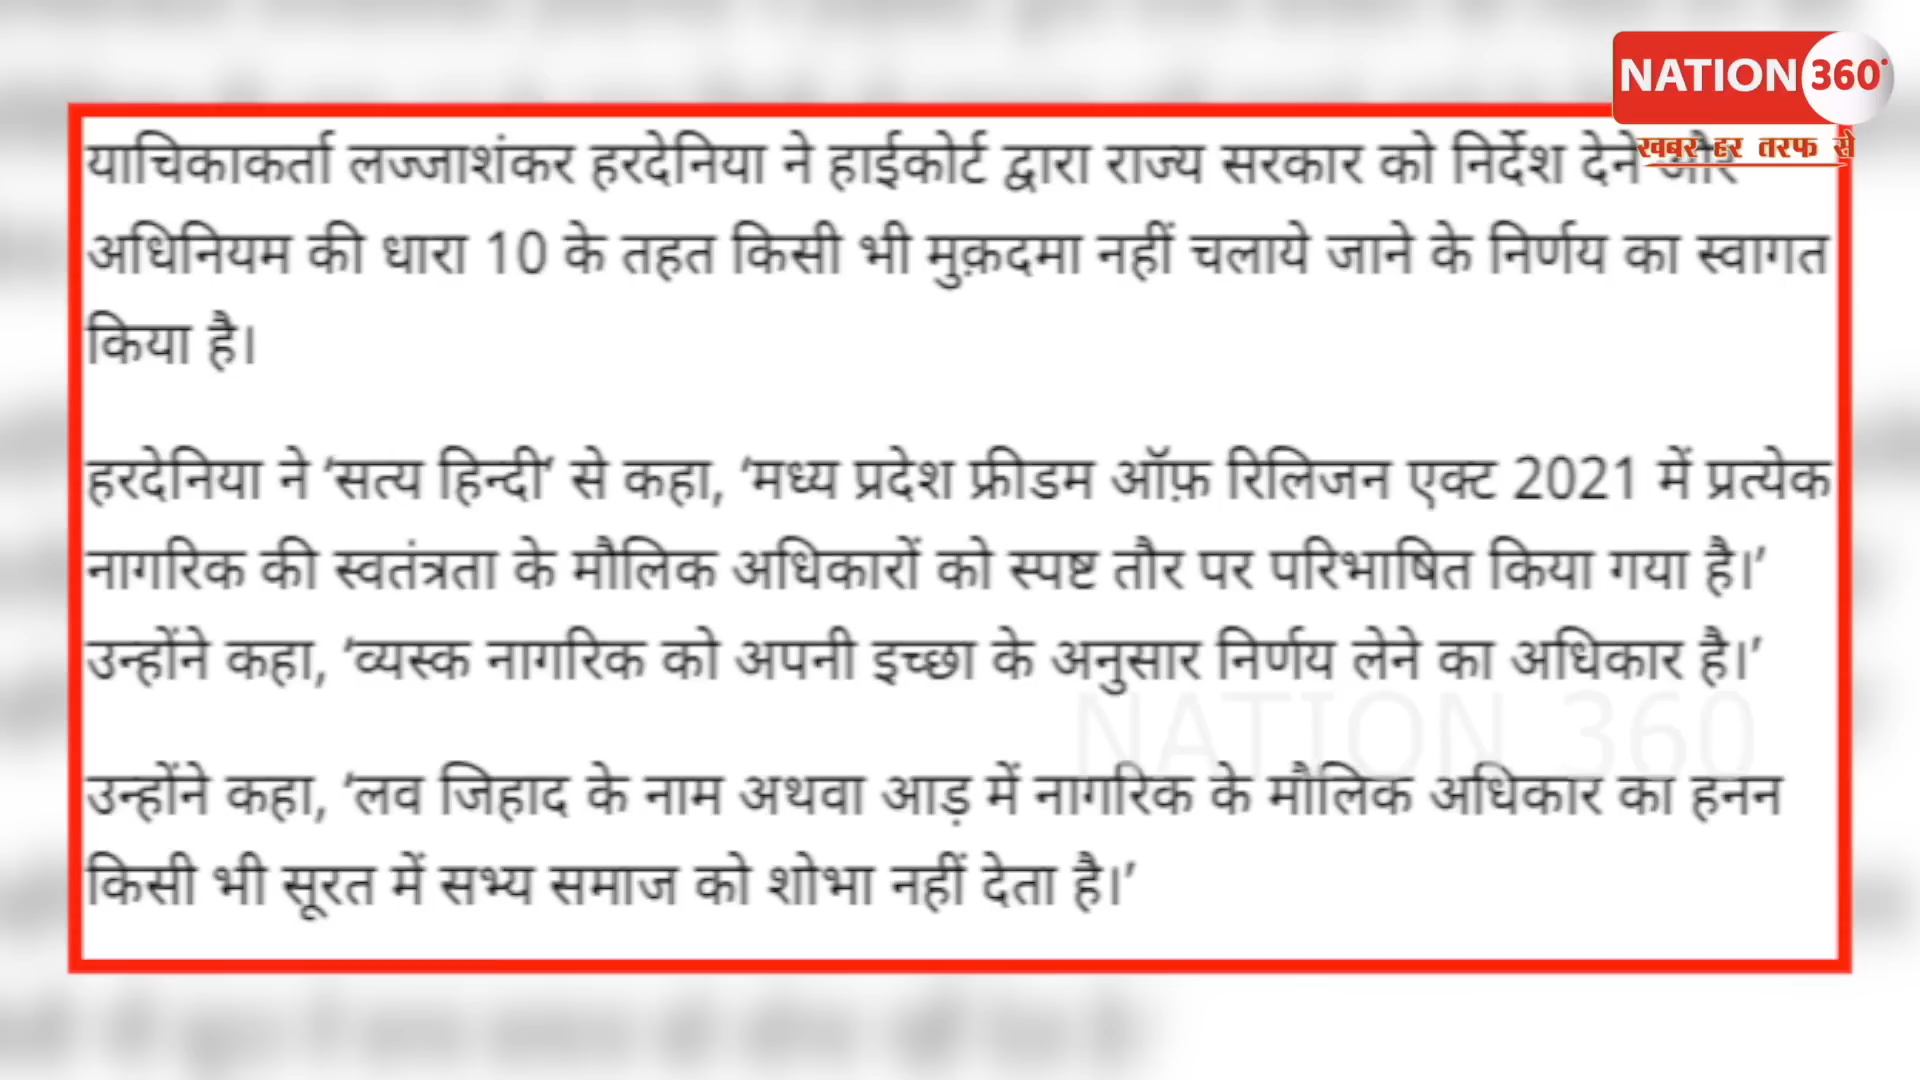 NATION 360°
खबर हर तरफ से
याचिकाकर्ता लज्जाशंकर हरदेनिया ने हाईकोर्ट द्वारा राज्य सरकार को निर्देश देने और
अधिनियम की धारा 10 के तहत किसी भी मुक़दमा नहीं चलाये जाने के निर्णय का स्वागत
किया है।
हरदेनिया ने ‘सत्य हिन्दी‘ से कहा, ‘मध्य प्रदेश फ्रीडम ऑफ़ रिलिजन एक्ट 2021 में प्रत्येक
नागरिक की स्वतंत्रता के मौलिक अधिकारों को स्पष्ट तौर पर परिभाषित किया गया है।’
उन्होंने कहा, ‘व्यस्क नागरिक को अपनी इच्छा के अनुसार निर्णय लेने का अधिकार है।’
NATION 360
उन्होंने कहा, ‘लव जिहाद के नाम अथवा आड़ में नागरिक के मौलिक अधिकार का हनन
किसी भी सूरत में सभ्य समाज को शोभा नहीं देता है।’